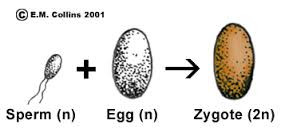 © E.M. Collins 2001
Sperm (n) + Egg (n) → Zygote (2n)